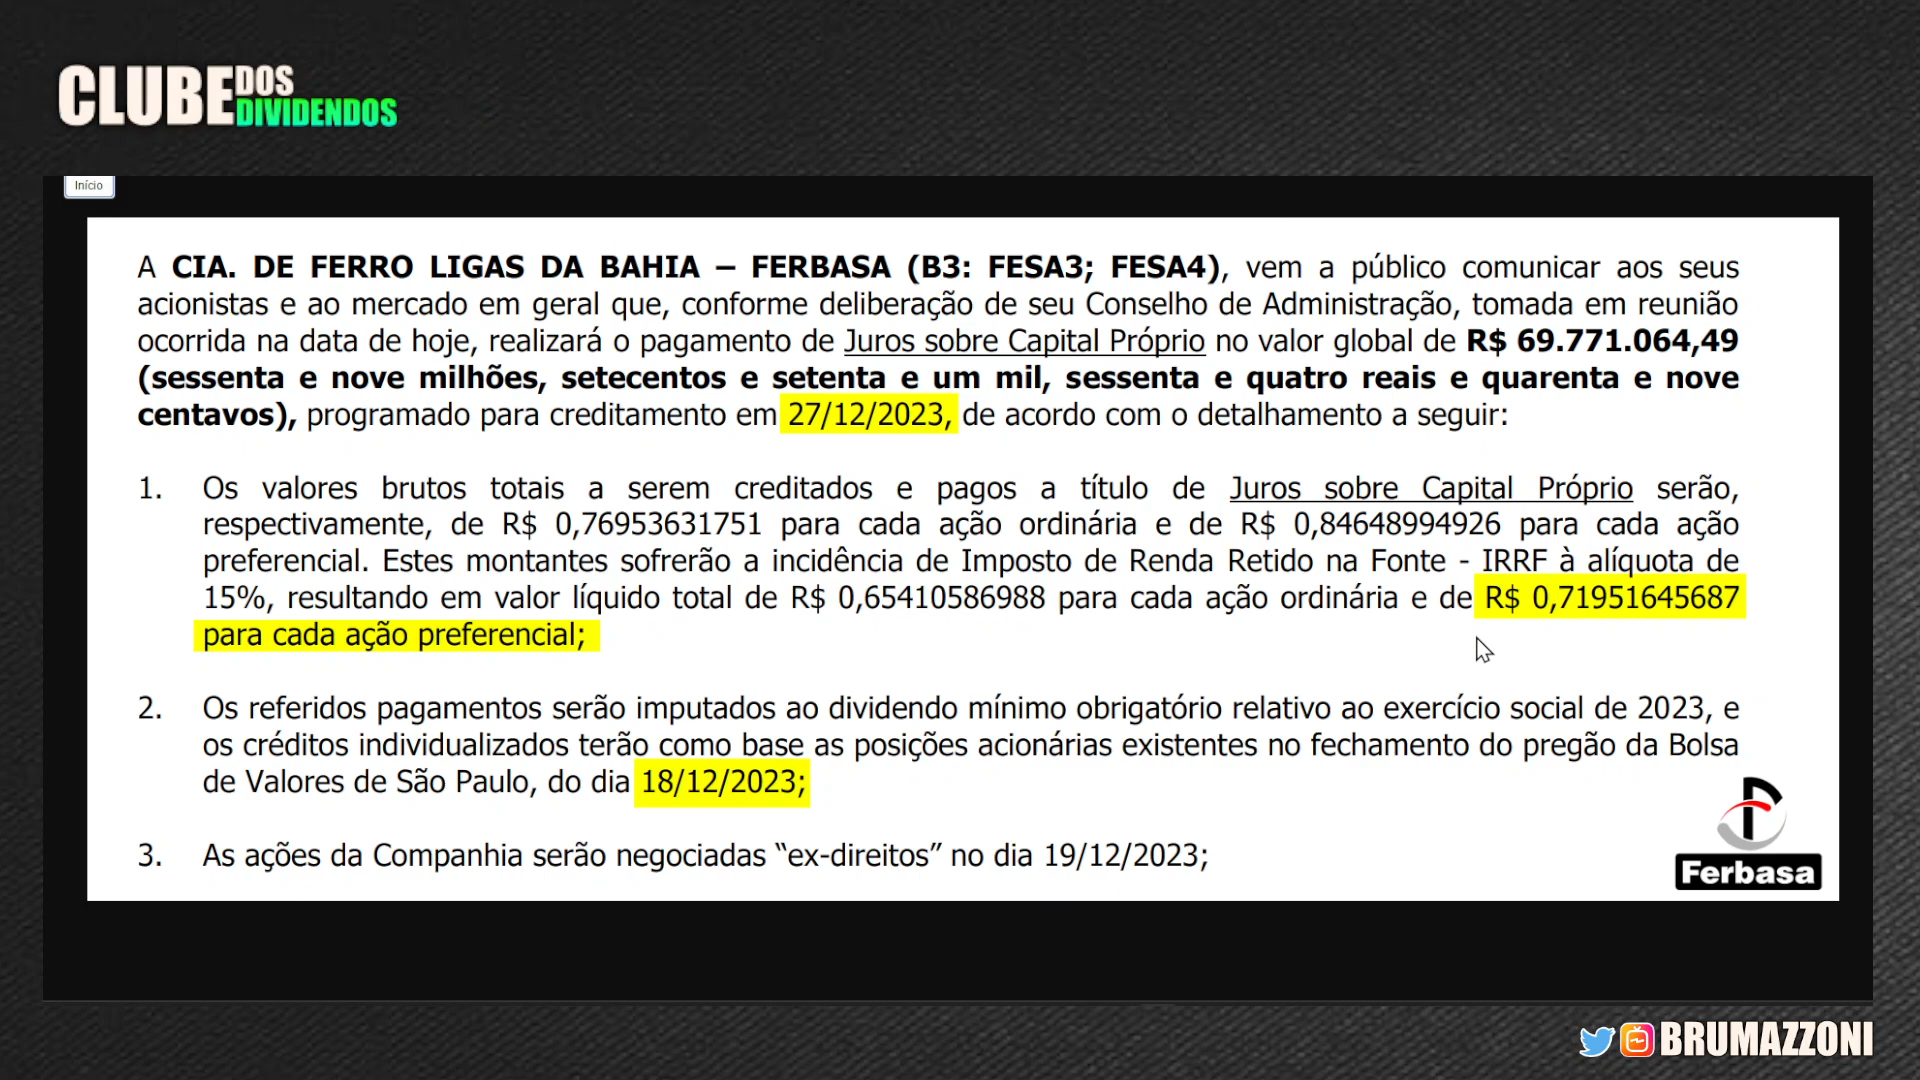 CLUBE DOS
DIVIDENDOS
Início
A CIA. DE FERRO LIGAS DA BAHIA – FERBASA (B3: FESA3; FESA4), vem a público comunicar aos seus
acionistas e ao mercado em geral que, conforme deliberação de seu Conselho de Administração, tomada em reunião
ocorrida na data de hoje, realizará o pagamento de Juros sobre Capital Próprio no valor global de R$ 69.771.064,49
(sessenta e nove milhões, setecentos e setenta e um mil, sessenta e quatro reais e quarenta e nove
centavos), programado para creditamento em 27/12/2023, de acordo com o detalhamento a seguir:
1. Os valores brutos totais a serem creditados e pagos a título de Juros sobre Capital Próprio serão,
respectivamente, de R$ 0,76953631751 para cada ação ordinária e de R$ 0,84648994926 para cada ação
preferencial. Estes montantes sofrerão a incidência de Imposto de Renda Retido na Fonte - IRRF à alíquota de
15%, resultando em valor líquido total de R$ 0,65410586988 para cada ação ordinária e de R$ 0,71951645687
para cada ação preferencial;
2. Os referidos pagamentos serão imputados ao dividendo mínimo obrigatório relativo ao exercício social de 2023, e
os créditos individualizados terão como base as posições acionárias existentes no fechamento do pregão da Bolsa
de Valores de São Paulo, do dia 18/12/2023;
3. As ações da Companhia serão negociadas “ex-direitos” no dia 19/12/2023;
Ferbasa
BRUMAZZONI